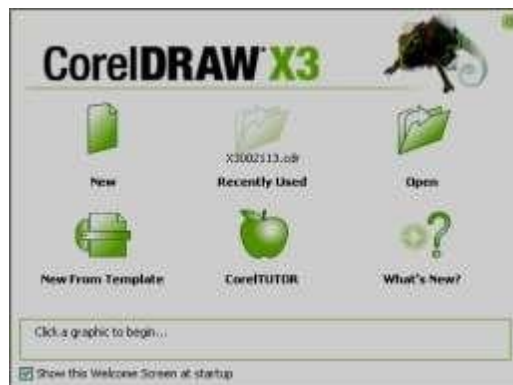 CorelDRAW X3
X3002113.cdr
New
Recently Used
Open
New From Template
CorelTUTOR
What's New?
Click a graphic to begin...
Show this Welcome Screen at startup